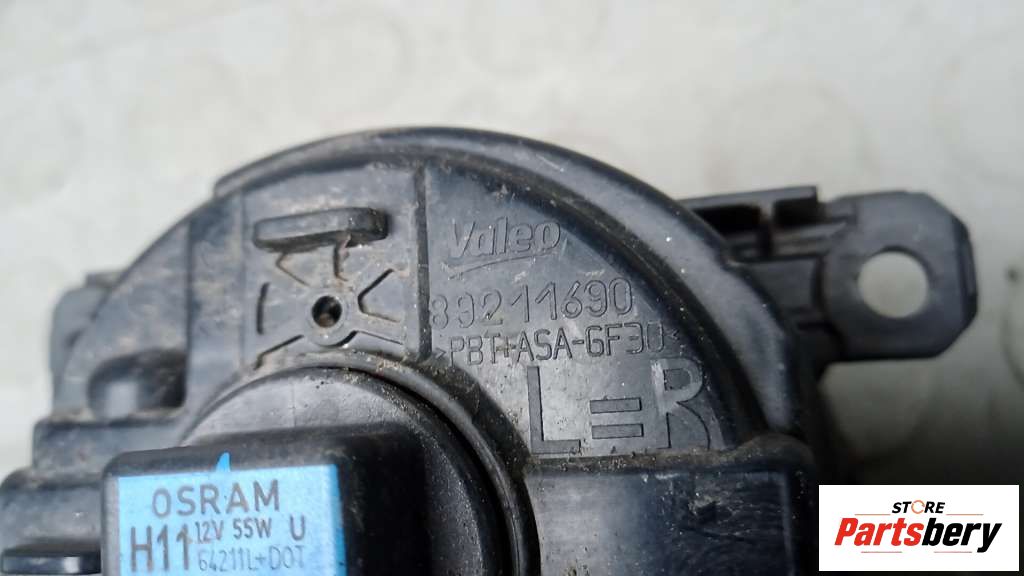 Valeo
89211690
>PBT+ASA-GF30<
L=R
OSRAM
H11 12V 55W U
64211L+DOT
STORE
Partsbery